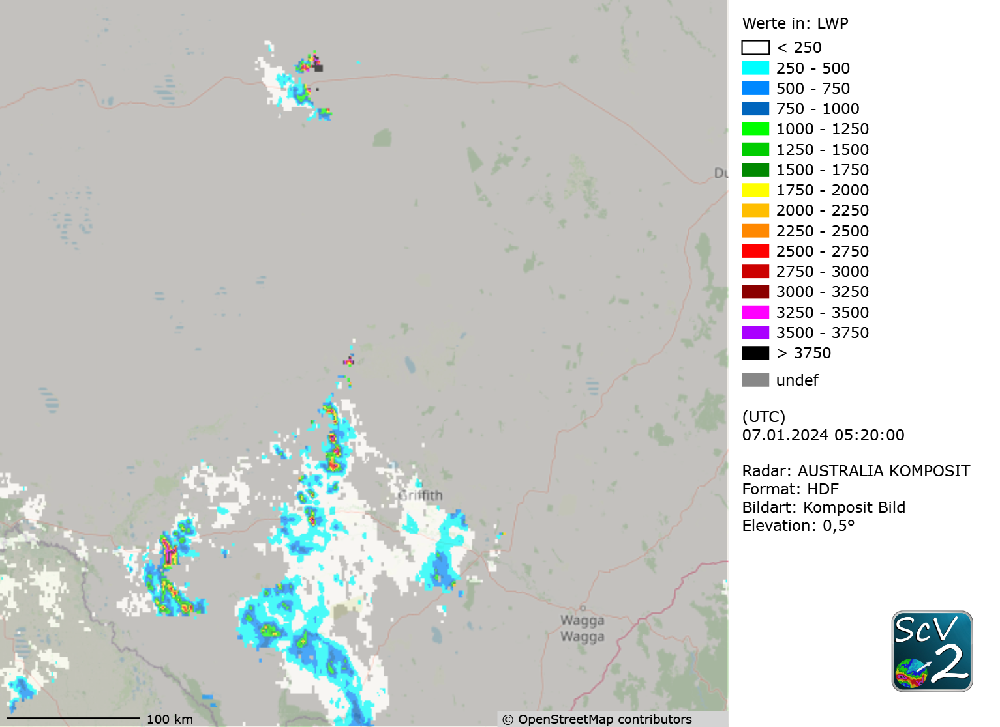 Du
Griffith
Wagga
Wagga
100 km
© OpenStreetMap contributors
Werte in: LWP
< 250
250 - 500
500 - 750
750 - 1000
1000 - 1250
1250 - 1500
1500 - 1750
1750 - 2000
2000 - 2250
2250 - 2500
2500 - 2750
2750 - 3000
3000 - 3250
3250 - 3500
3500 - 3750
> 3750
undef
(UTC)
07.01.2024 05:20:00
Radar: AUSTRALIA KOMPOSIT
Format: HDF
Bildart: Komposit Bild
Elevation: 0,5°
ScV
2